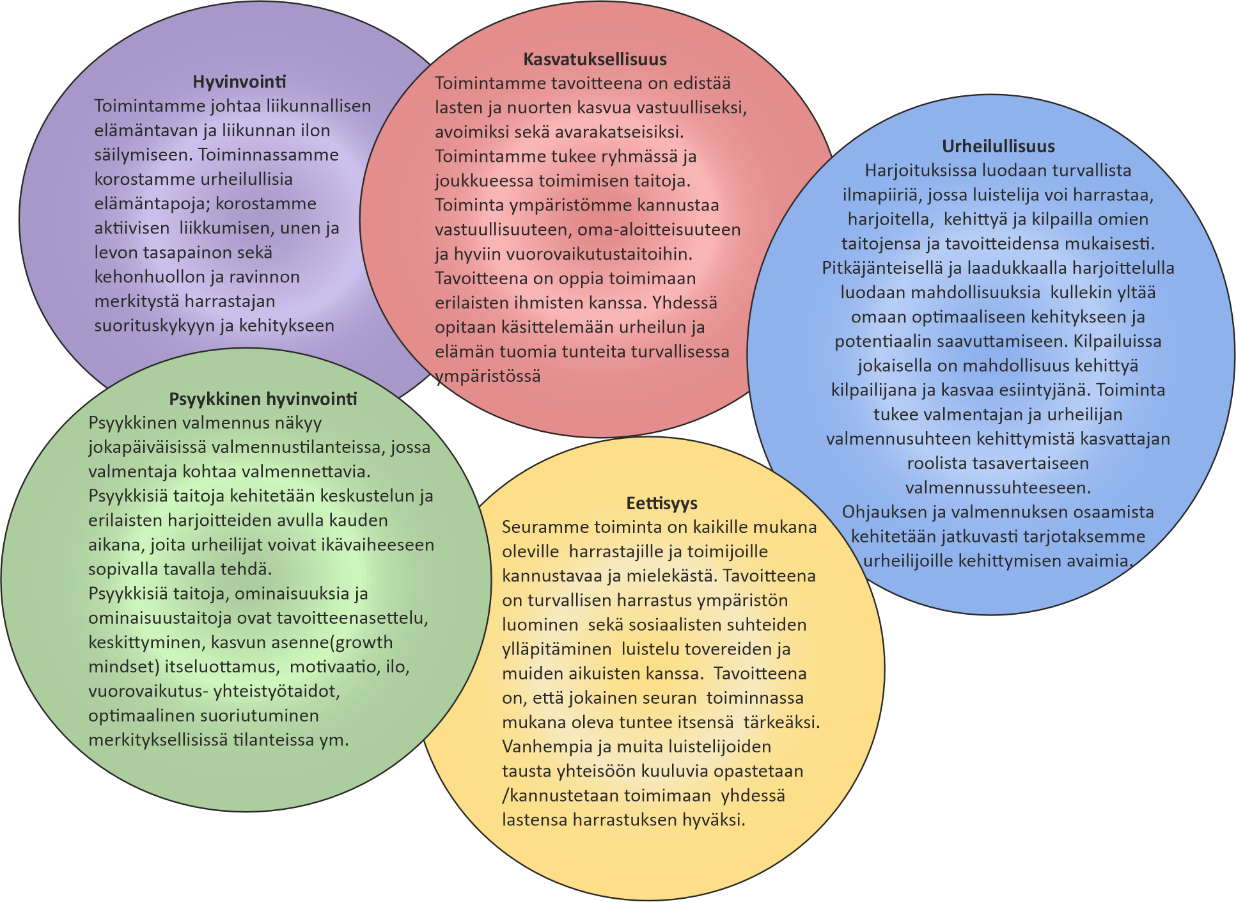 Hyvinvointi
Toimintamme johtaa liikunnallisen
elämäntavan ja liikunnan ilon
säilymiseen. Toiminnassamme
korostamme urheilullisia
elämäntapoja; korostamme
aktiivisen liikkumisen, unen ja
levon tasapainon sekä
kehonhuollon ja ravinnon
merkitystä harrastajan
suorituskykyyn ja kehitykseen
Kasvatuksellisuus
Toimintamme tavoitteena on edistää
lasten ja nuorten kasvua vastuulliseksi,
avoimiksi sekä avarakatseisiksi.
Toimintamme tukee ryhmässä ja
joukkueessa toimimisen taitoja.
Toiminta ympäristömme kannustaa
vastuullisuuteen, oma-aloitteisuuteen
ja hyviin vuorovaikutustaitoihin.
Tavoitteena on oppia toimimaan
erilaisten ihmisten kanssa. Yhdessä
opitaan käsittelemään urheilun ja
elämän tuomia tunteita turvallisessa
ympäristössä
Urheilullisuus
Harjoituksissa luodaan turvallista
ilmapiiriä, jossa luistelija voi harrastaa,
harjoitella, kehittyä ja kilpailla omien
taitojensa ja tavoitteidensa mukaisesti.
Pitkäjänteisellä ja laadukkaalla harjoittelulla
luodaan mahdollisuuksia kullekin yltää
omaan optimaaliseen kehitykseen ja
potentiaalin saavuttamiseen. Kilpailuissa
jokaisella on mahdollisuus kehittyä
kilpailijana ja kasvaa esiintyjänä. Toiminta
tukee valmentajan ja urheilijan
valmennusuhteen kehittymistä kasvattajan
roolista tasavertaiseen
valmennussuhteeseen.
Ohjauksen ja valmennuksen osaamista
kehitetään jatkuvasti tarjotaksemme
urheilijoille kehittymisen avaimia.
Psyykkinen hyvinvointi
Psyykkinen valmennus näkyy
jokapäiväisissä valmennustilanteissa, jossa
valmentaja kohtaa valmennettavia.
Psyykkisiä taitoja kehitetään keskustelun ja
erilaisten harjoitteiden avulla kauden
aikana, joita urheilijat voivat ikävaiheeseen
sopivalla tavalla tehdä.
Psyykkisiä taitoja, ominaisuuksia ja
ominaisuustaitoja ovat tavoitteenasettelu,
keskittyminen, kasvun asenne(growth
mindset) itseluottamus, motivaatio, ilo,
vuorovaikutus- yhteistyötaidot,
optimaalinen suoriutuminen
merkityksellisissä tilanteissa ym.
Eettisyys
Seuramme toiminta on kaikille mukana
oleville harrastajille ja toimijoille
kannustavaa ja mielekästä. Tavoitteena
on turvallisen harrastus ympäristön
luominen sekä sosiaalisten suhteiden
ylläpitäminen luistelu tovereiden ja
muiden aikuisten kanssa. Tavoitteena
on, että jokainen seuran toiminnassa
mukana oleva tuntee itsensä tärkeäksi.
Vanhempia ja muita luistelijoiden
tausta yhteisöön kuuluvia opastetaan
/kannustetaan toimimaan yhdessä
lastensa harrastuksen hyväksi.